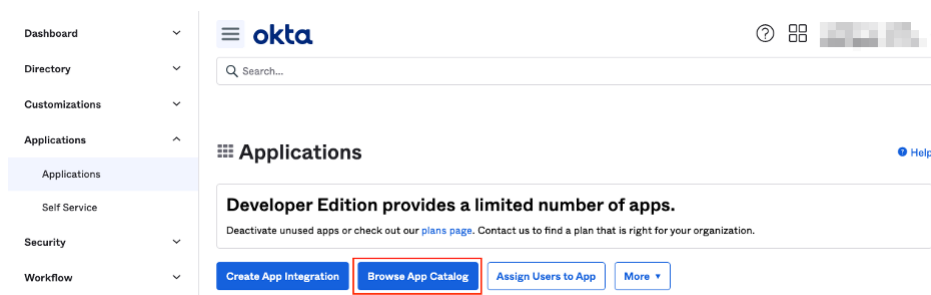 Dashboard
Directory
Customizations
Applications
Applications
Self Service
Security
Workflow
okta
Search...
Applications
Help
Developer Edition provides a limited number of apps.
Deactivate unused apps or check out our plans page. Contact us to find a plan that is right for your organization.
Create App Integration
Browse App Catalog
Assign Users to App
More